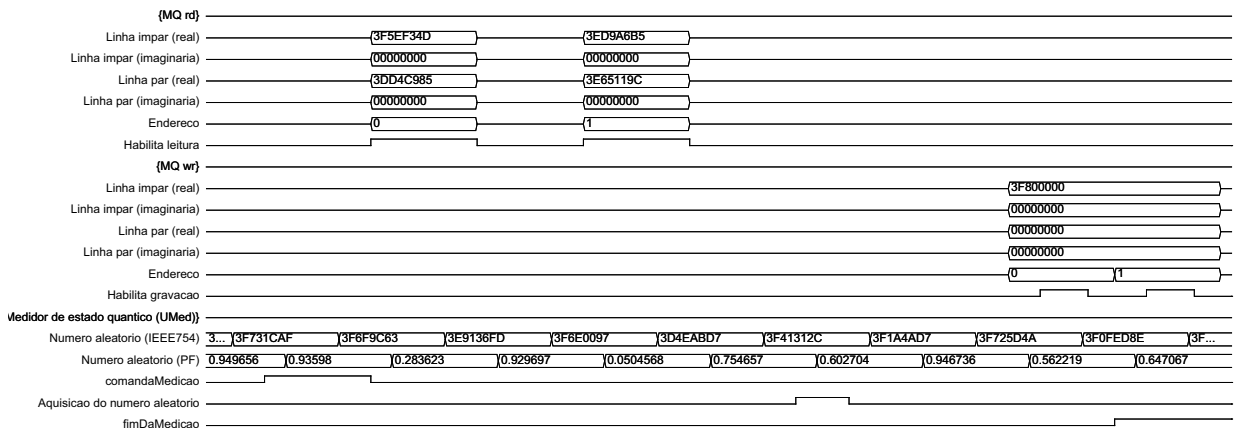 {MQ rd}
Linha impar (real) 3F5EF34D 3ED9A6B5
Linha impar (imaginaria) 00000000 00000000
Linha par (real) 3DD4C985 3E65119C
Linha par (imaginaria) 00000000 00000000
Endereco 0 1
Habilita leitura
{MQ wr}
Linha impar (real) 3F800000
Linha impar (imaginaria) 00000000
Linha par (real) 00000000
Linha par (imaginaria) 00000000
Endereco 0 1
Habilita gravacao
Medidor de estado quantico (UMed)}
Numero aleatorio (IEEE754) 3... 3F731CAF 3F6F9C63 3E9136FD 3F6E0097 3D4EABD7 3F41312C 3F1A4AD7 3F725D4A 3F0FED8E 3F...
Numero aleatorio (PF) 0.949656 0.93598 0.283623 0.929697 0.0504568 0.754657 0.602704 0.946736 0.562219 0.647067
comandaMedicao
Aquisicao do numero aleatorio
fimDaMedicao